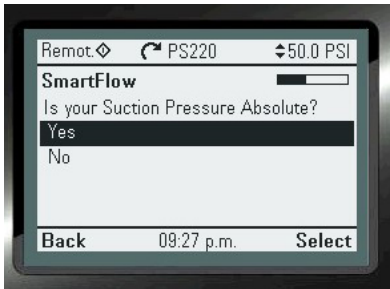 Remot. PS220 50.0 PSI
SmartFlow
Is your Suction Pressure Absolute?
Yes
No
Back 09:27 p.m. Select